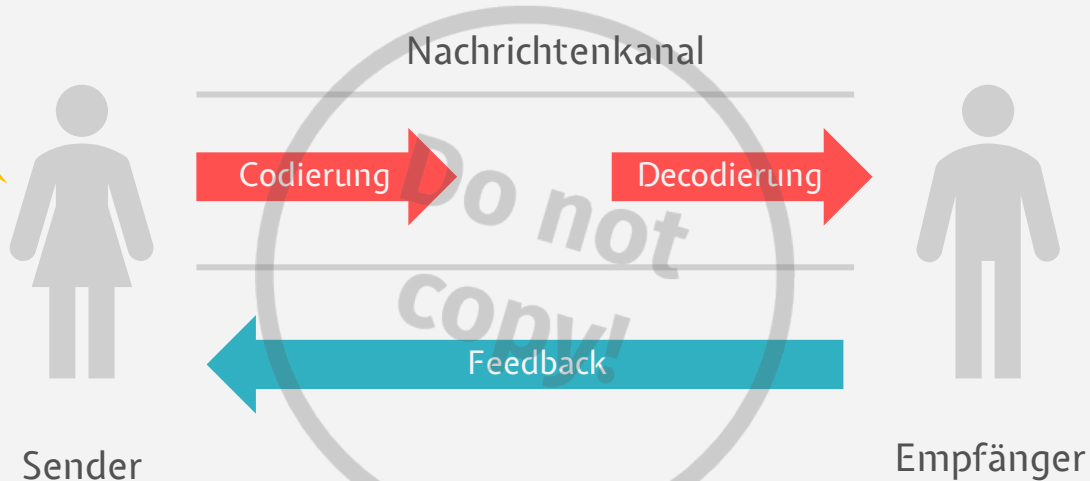 Nachrichtenkanal
Codierung
Decodierung
Do not
copy!
Feedback
Sender
Empfänger